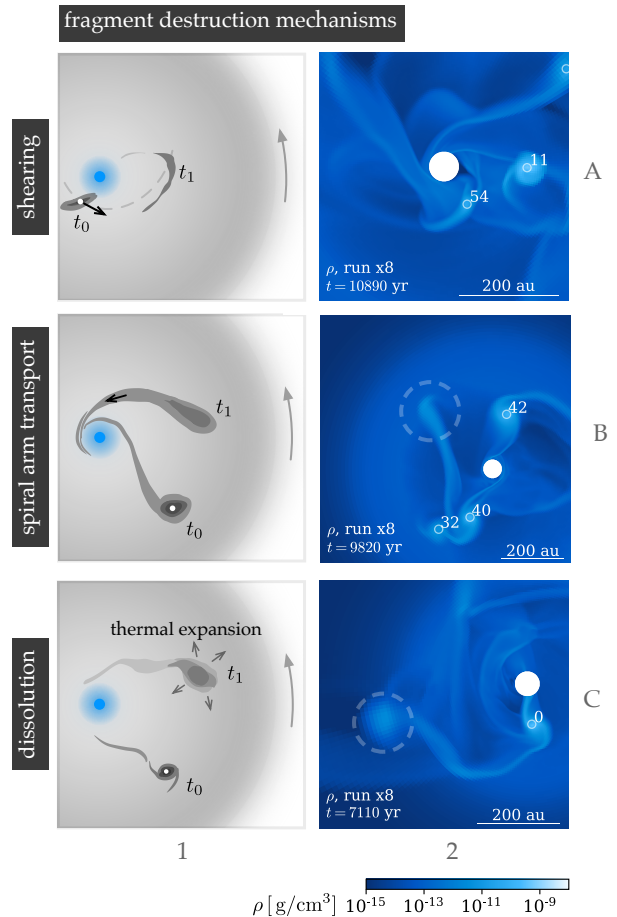 fragment destruction mechanisms
shearing
t₀
t₁
11
54
ρ, run x8
t = 10890 yr
200 au
A
spiral arm transport
t₁
t₀
42
40
32
ρ, run x8
t = 9820 yr
200 au
B
dissolution
thermal expansion
t₁
t₀
0
ρ, run x8
t = 7110 yr
200 au
C
1
2
ρ [g/cm³]
10⁻¹⁵ 10⁻¹³ 10⁻¹¹ 10⁻⁹